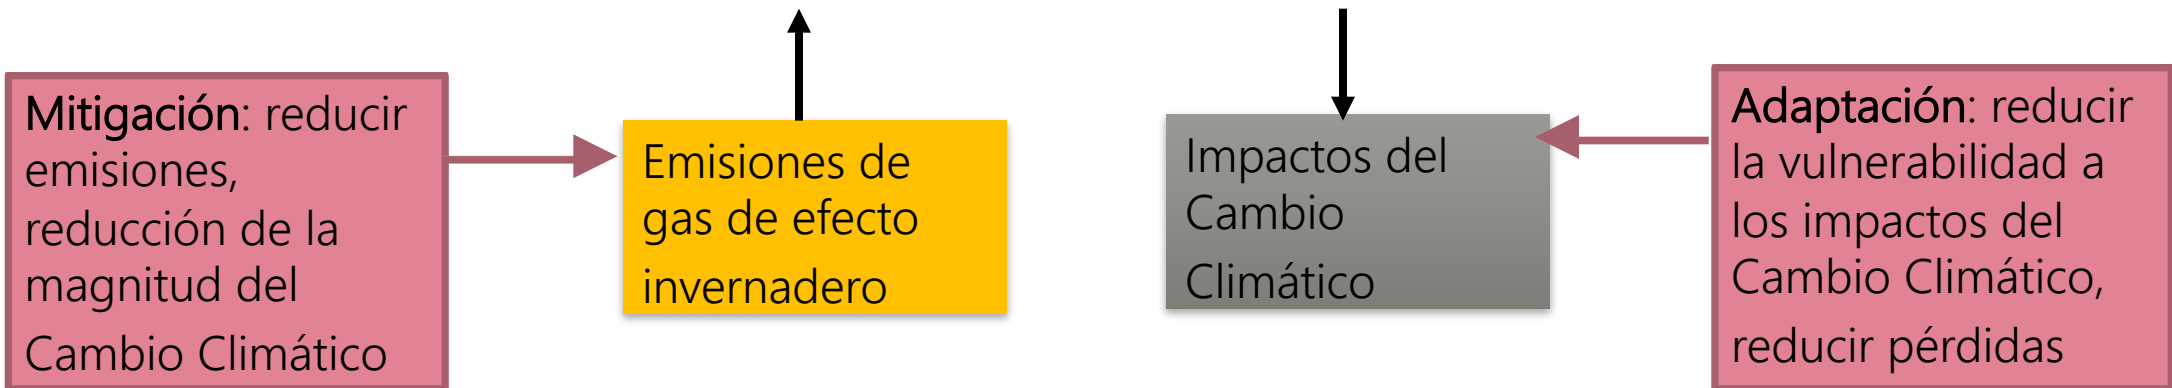 Mitigación: reducir
emisiones,
reducción de la
magnitud del
Cambio Climático
Emisiones de
gas de efecto
invernadero
Impactos del
Cambio
Climático
Adaptación: reducir
la vulnerabilidad a
los impactos del
Cambio Climático,
reducir pérdidas